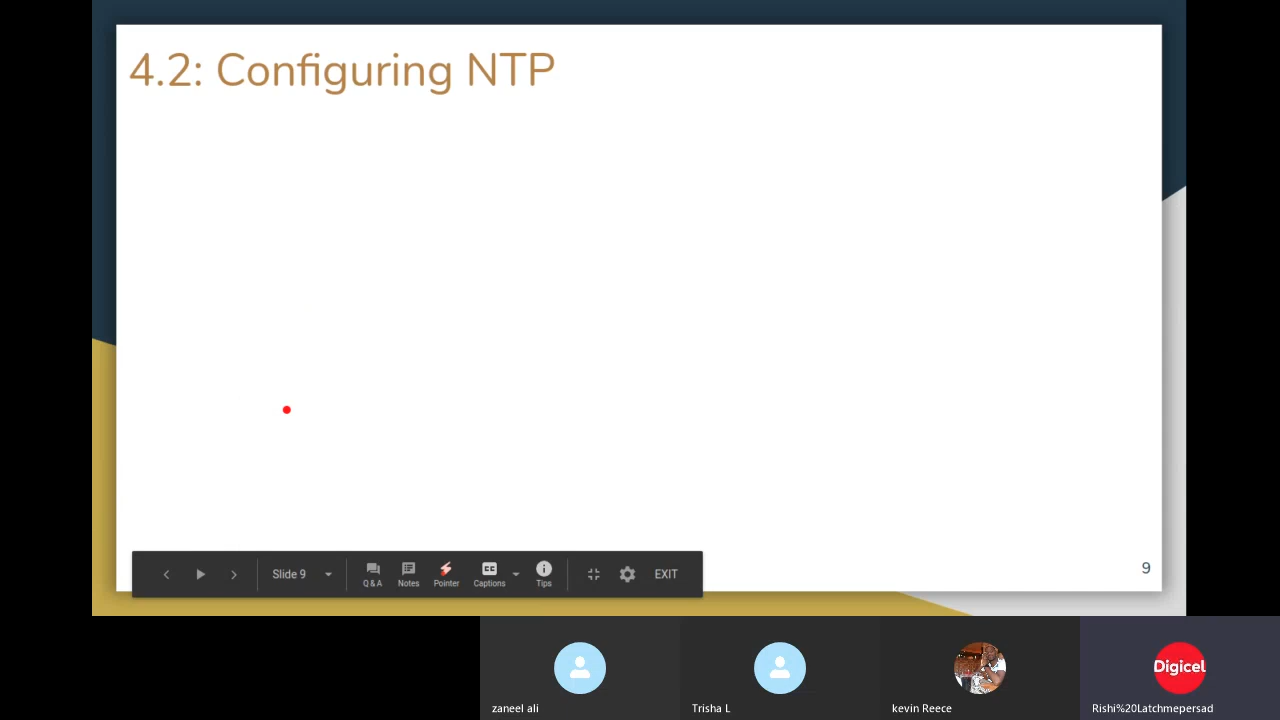 4.2: Configuring NTP
Slide 9
Q&A
Notes
Pointer
Captions
CC
Tips
EXIT
9
Digicel
zaneel ali
Trisha L
kevin Reece
Rishi%20Latchmepersad